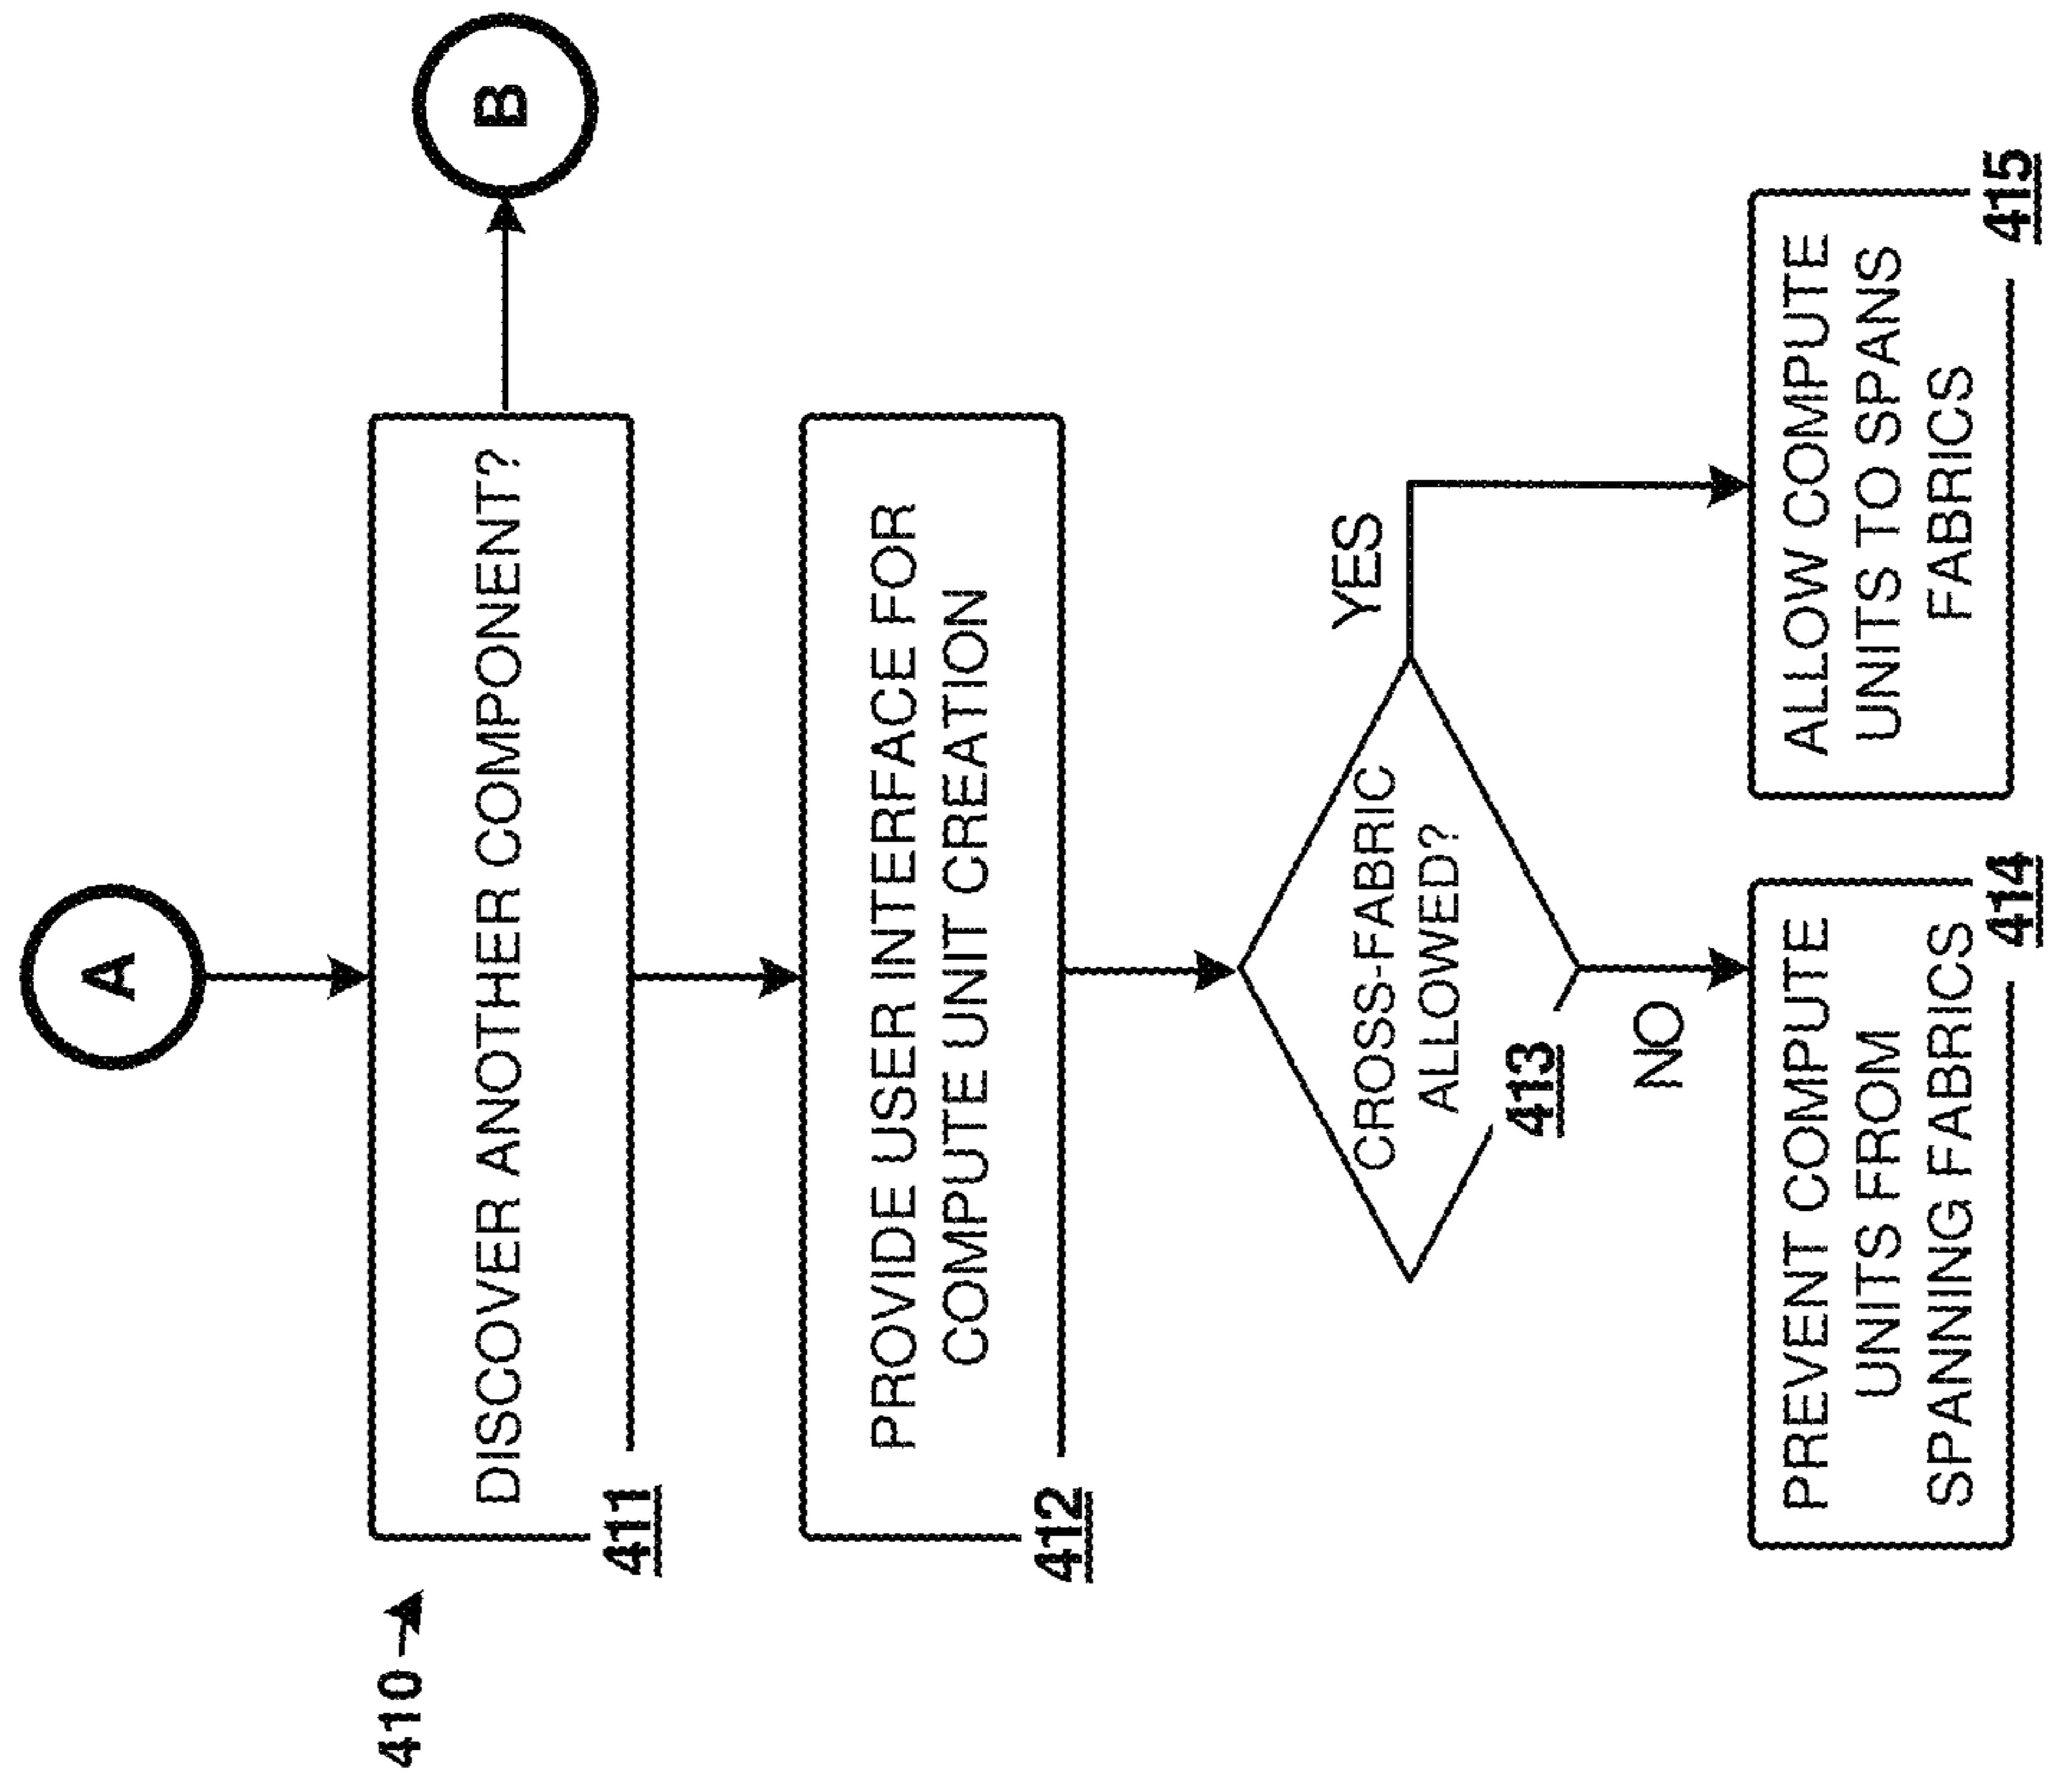 A
B
410
DISCOVER ANOTHER COMPONENT?
411
PROVIDE USER INTERFACE FOR
COMPUTE UNIT CREATION
412
CROSS-FABRIC
ALLOWED?
413
YES
NO
PREVENT COMPUTE
UNITS FROM
SPANNING FABRICS
414
ALLOW COMPUTE
UNITS TO SPANS
FABRICS
415